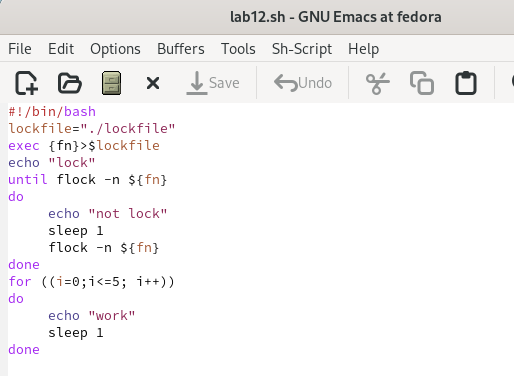 lab12.sh - GNU Emacs at fedora
File Edit Options Buffers Tools Sh-Script Help
Save Undo
#!/bin/bash
lockfile="./lockfile"
exec {fn}>$lockfile
echo "lock"
until flock -n ${fn}
do
     echo "not lock"
     sleep 1
     flock -n ${fn}
done
for ((i=0;i<=5; i++))
do
     echo "work"
     sleep 1
done